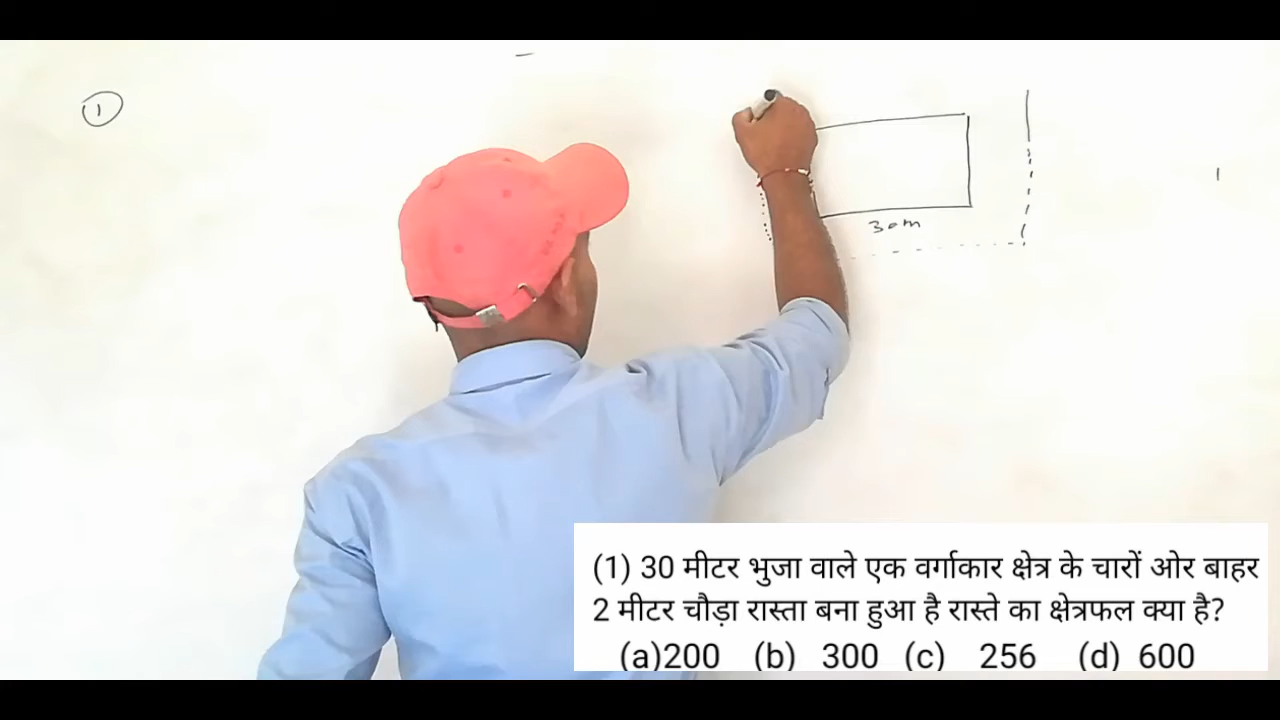 1
30m
(1) 30 मीटर भुजा वाले एक वर्गाकार क्षेत्र के चारों ओर बाहर
2 मीटर चौड़ा रास्ता बना हुआ है रास्ते का क्षेत्रफल क्या है?
(a)200 (b) 300 (c) 256 (d) 600